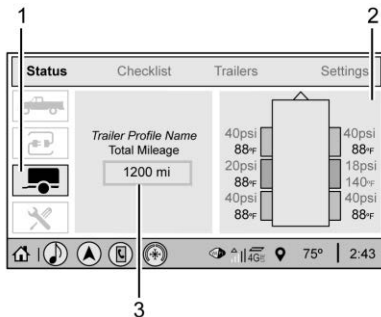 1
2
Status Checklist Trailers Settings
Trailer Profile Name
Total Mileage
1200 mi
40psi 40psi
88°F 88°F
20psi 18psi
88°F 140°F
40psi 40psi
88°F 88°F
4G 75° 2:43
3